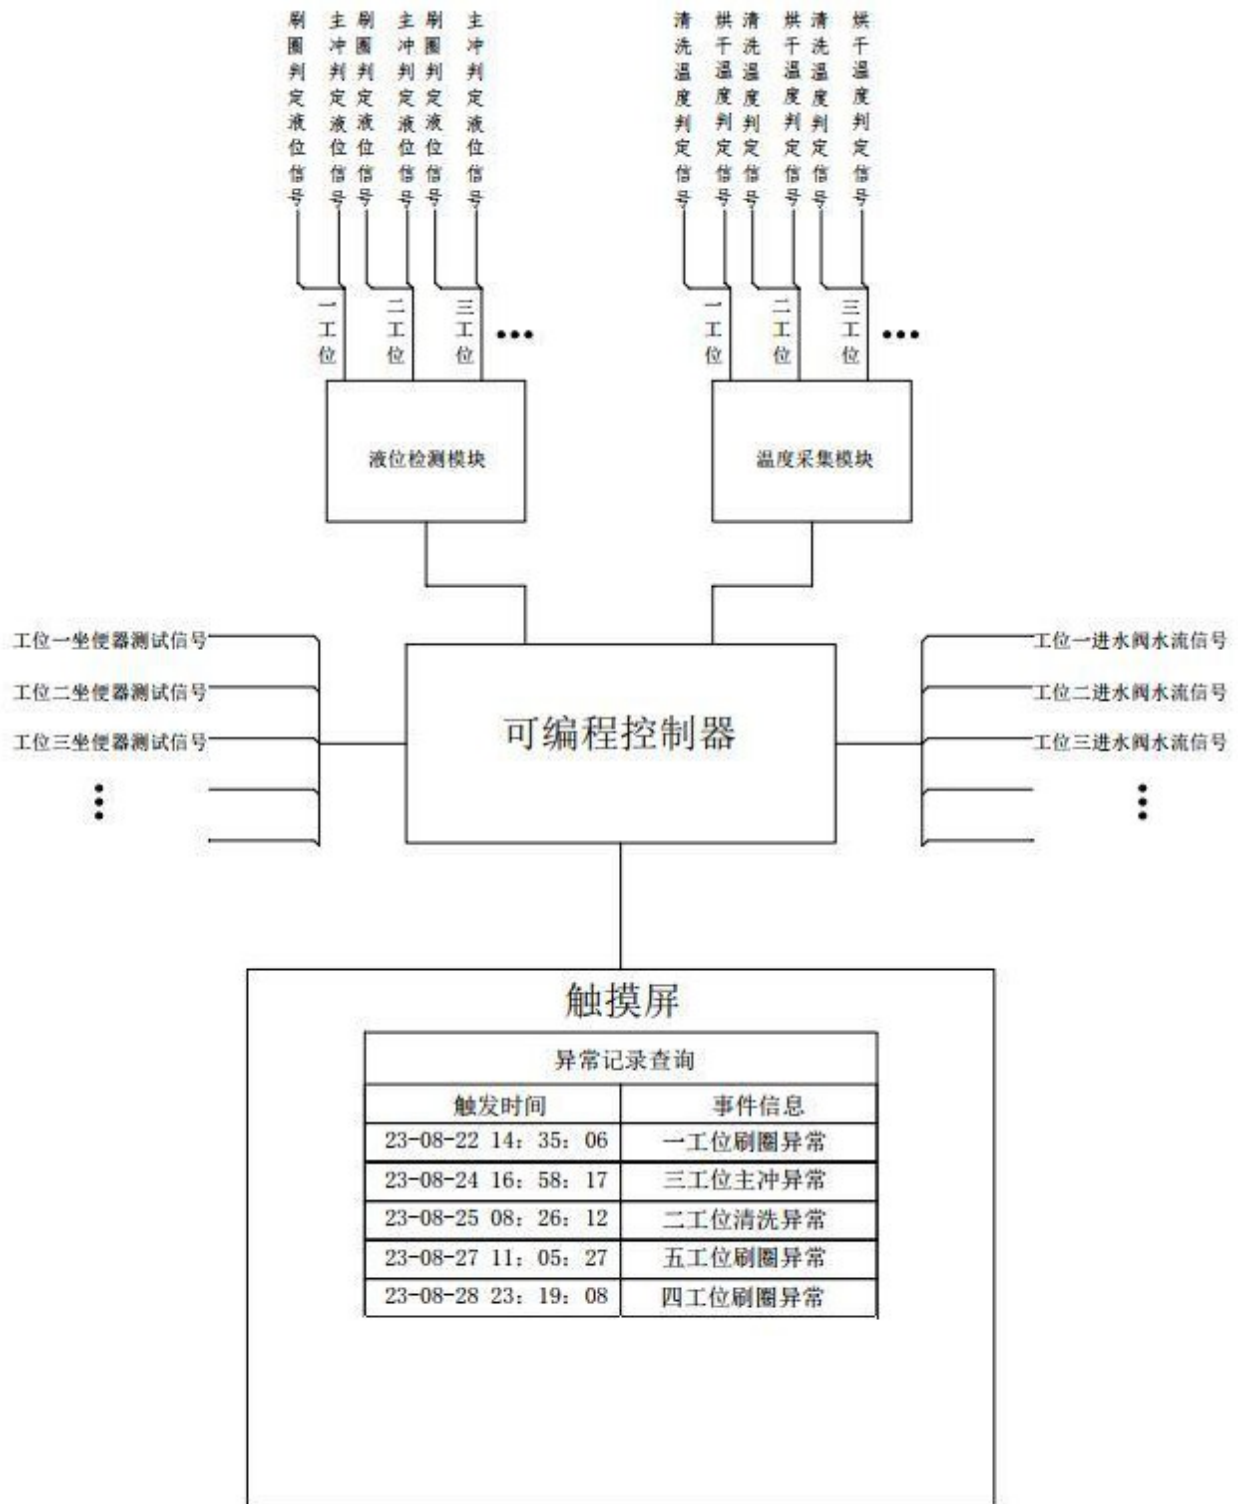 刷圈判定液位信号
主冲判定液位信号
刷圈判定液位信号
主冲判定液位信号
刷圈判定液位信号
主冲判定液位信号
清洗温度判定信号
烘干温度判定信号
清洗温度判定信号
烘干温度判定信号
清洗温度判定信号
烘干温度判定信号
一工位
二工位
三工位
一工位
二工位
三工位
液位检测模块
温度采集模块
工位一坐便器测试信号
工位二坐便器测试信号
工位三坐便器测试信号
可编程控制器
工位一进水阀水流信号
工位二进水阀水流信号
工位三进水阀水流信号
触摸屏
异常记录查询
触发时间 事件信息
23-08-22 14：35：06 一工位刷圈异常
23-08-24 16：58：17 三工位主冲异常
23-08-25 08：26：12 二工位清洗异常
23-08-27 11：05：27 五工位刷圈异常
23-08-28 23：19：08 四工位刷圈异常